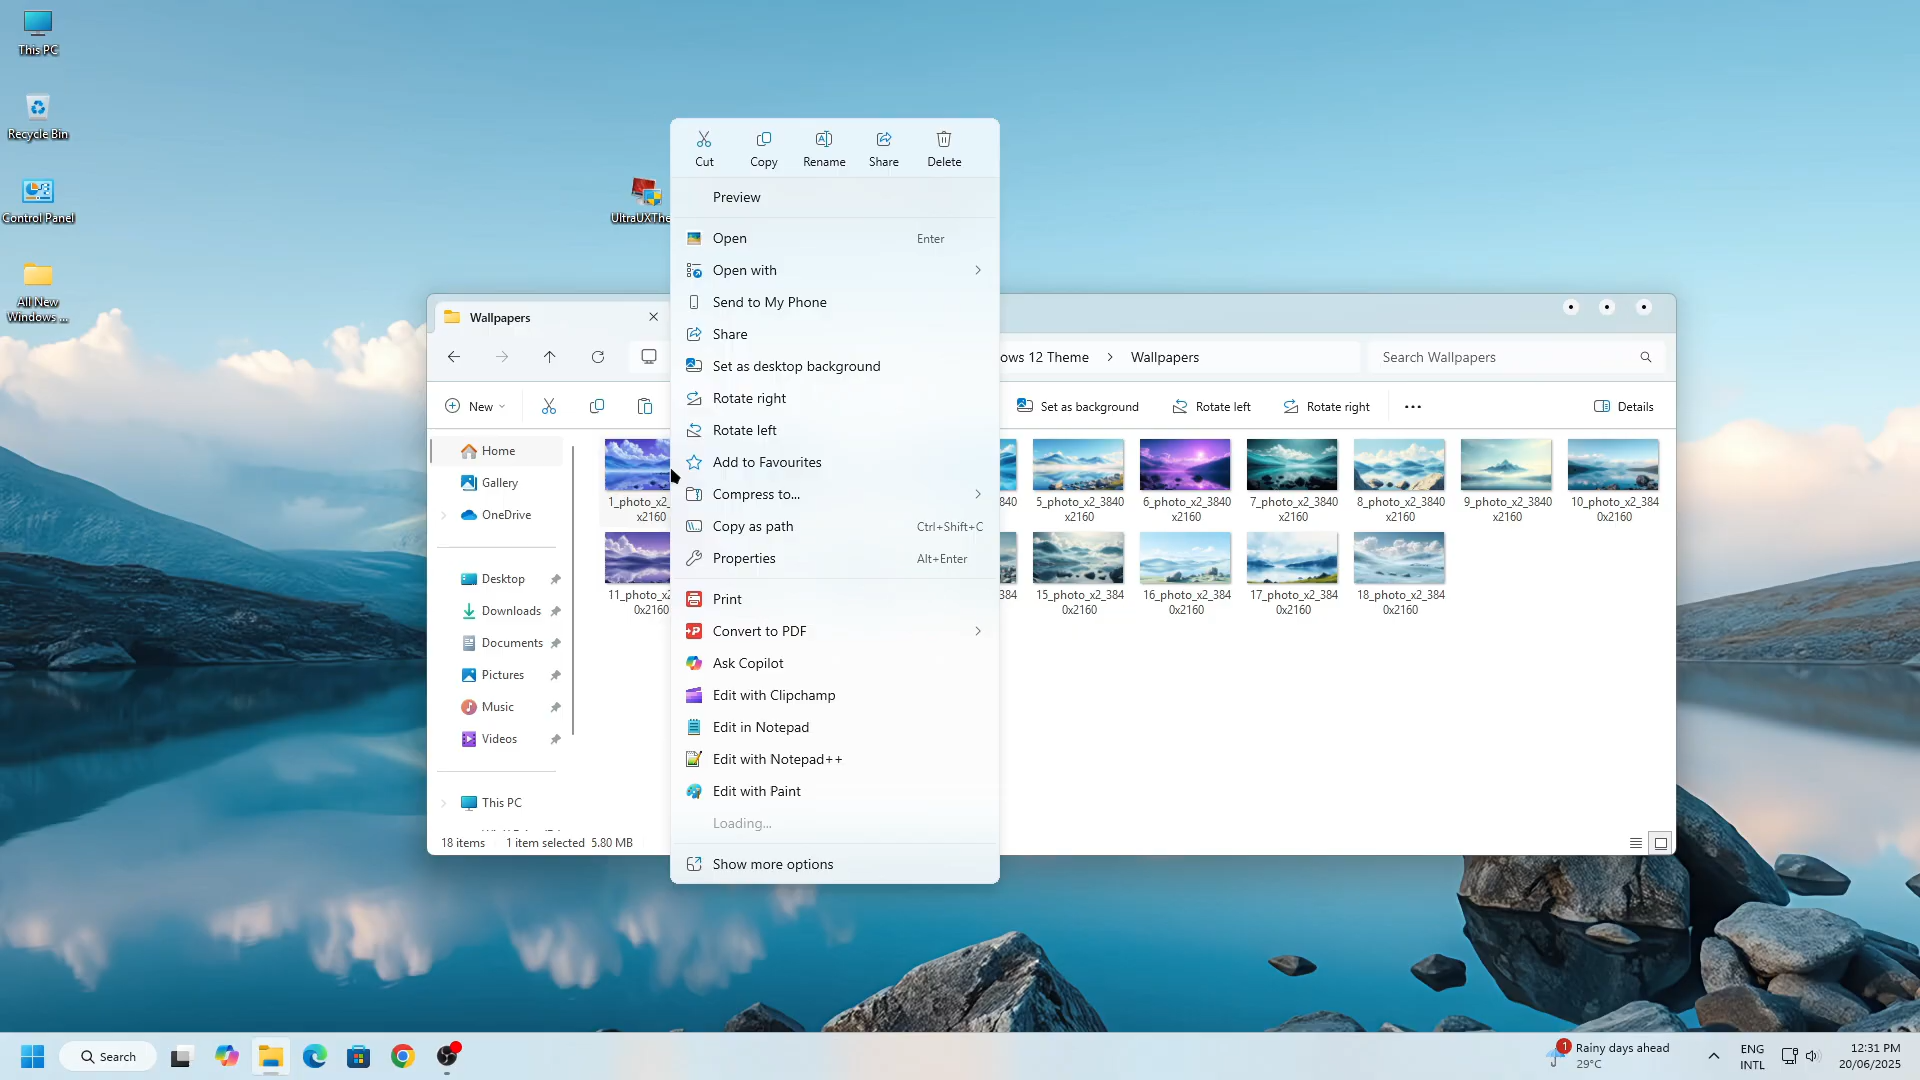 This PC
Recycle Bin
Control Panel
All New
Windows ...
UltraUXThe
Cut
Copy
Rename
Share
Delete
Preview
Open
Enter
Open with
Send to My Phone
Share
Set as desktop background
Rotate right
Rotate left
Add to Favourites
Compress to...
Copy as path
Ctrl+Shift+C
Properties
Alt+Enter
Print
Convert to PDF
Ask Copilot
Edit with Clipchamp
Edit in Notepad
Edit with Notepad++
Edit with Paint
Loading...
Show more options
Wallpapers
ows 12 Theme
Wallpapers
Search Wallpapers
New
Set as background
Rotate left
Rotate right
Details
Home
Gallery
OneDrive
Desktop
Downloads
Documents
Pictures
Music
Videos
This PC
1_photo_x2_
x2160
840
5_photo_x2_3840
x2160
6_photo_x2_3840
x2160
7_photo_x2_3840
x2160
8_photo_x2_3840
x2160
9_photo_x2_3840
x2160
10_photo_x2_384
0x2160
11_photo_x2
0x2160
384
15_photo_x2_384
0x2160
16_photo_x2_384
0x2160
17_photo_x2_384
0x2160
18_photo_x2_384
0x2160
18 items
1 item selected 5.80 MB
Search
1
Rainy days ahead
29°C
ENG
INTL
12:31 PM
20/06/2025